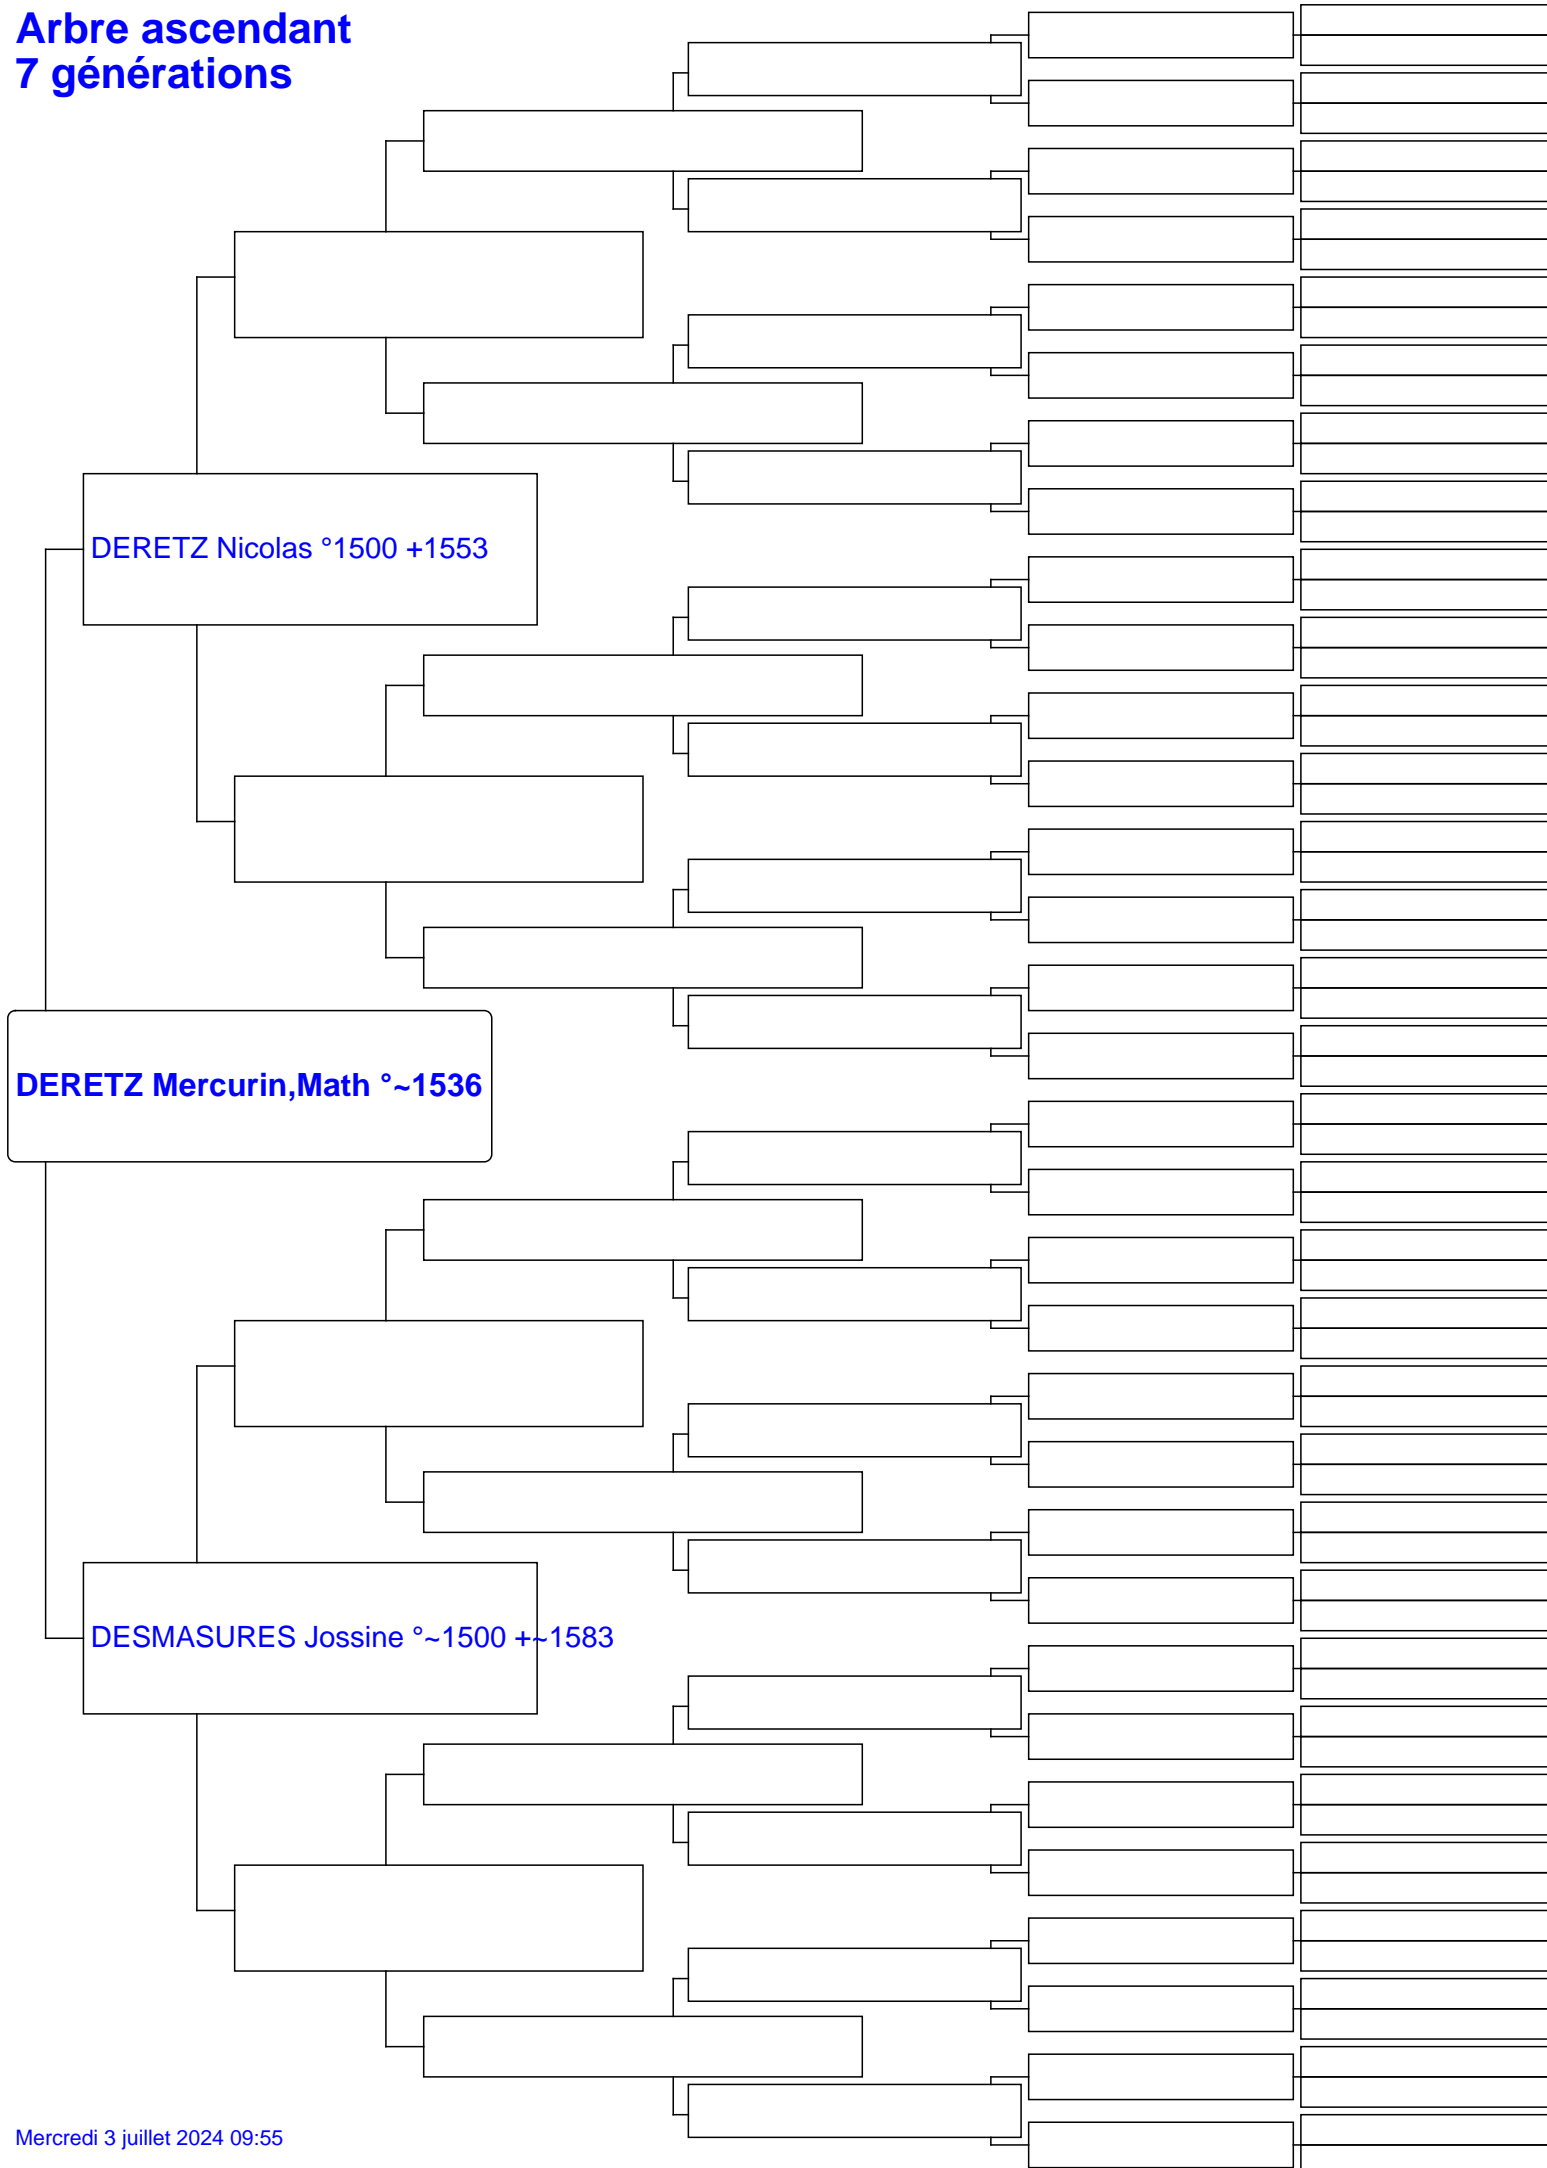 Arbre ascendant
7 générations
DERETZ Nicolas °1500 +1553
DERETZ Mercurin,Math °~1536
DESMASURES Jossine °~1500 +~1583
Mercredi 3 juillet 2024 09:55